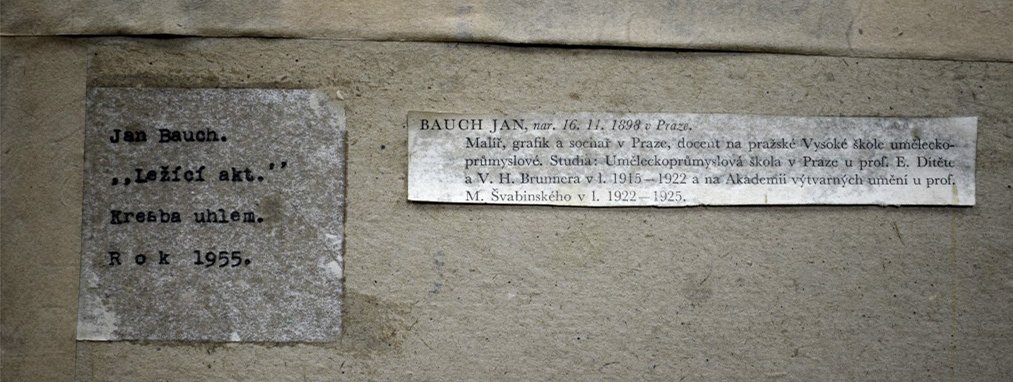 Jan Bauch.
,,Ležící akt.''
Kresba uhlem.
R o k 1955.
BAUCH JAN, nar. 16. 11. 1898 v Praze.
Malíř, grafik a sochař v Praze, docent na pražské Vysoké škole umělecko-
průmyslové. Studia: Uměleckoprůmyslová škola v Praze u prof. E. Dítěte
a V. H. Brunnera v l. 1915—1922 a na Akademii výtvarných umění u prof.
M. Švabinského v l. 1922—1925.